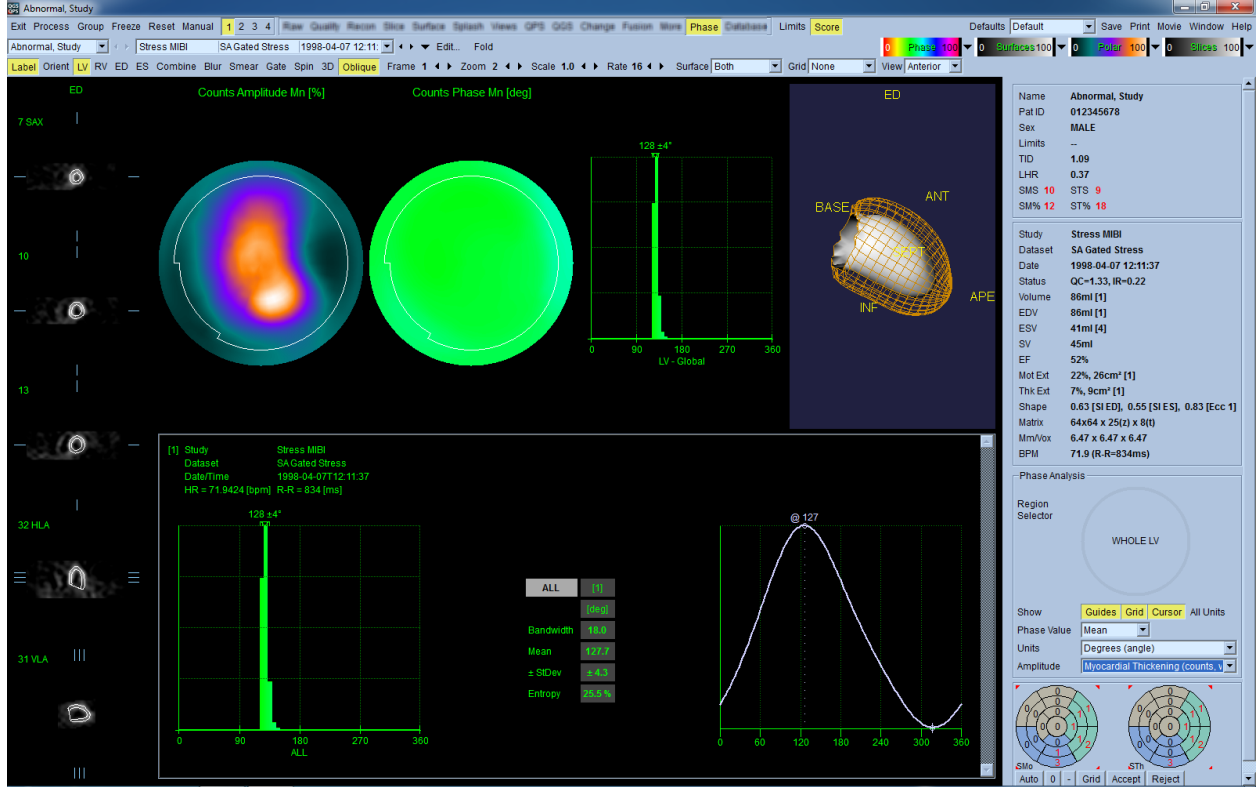 Abnormal, Study
Exit Process Group Freeze Reset Manual 1 2 3 4 Raw Quality Recon Slice Surface Splash Views QPS QGS Change Fusion More Phase Database Limits Score Defaults Default Save Print Movie Window Help
Abnormal, Study Stress MIBI SA Gated Stress 1998-04-07 12:11: Edit... Fold 0 Phase 100 0 Surfaces 100 0 Polar 100 0 Slices 100
Label Orient LV RV ED ES Combine Blur Smear Gate Spin 3D Oblique Frame 1 Zoom 2 Scale 1.0 Rate 16 Surface Both Grid None View Anterior
ED
7 SAX
10
13
32 HLA
31 VLA
Counts Amplitude Mn [%]
Counts Phase Mn [deg]
128 ±4°
0 90 180 270 360
LV - Global
ED
BASE
ANT
INF
APE
[1] Study Stress MIBI
Dataset SA Gated Stress
Date/Time 1998-04-07T12:11:37
HR = 71.9424 [bpm] R-R = 834 [ms]
128 ±4°
0 90 180 270 360
ALL
ALL [1]
[deg]
Bandwidth 18.0
Mean 127.7
± StDev ± 4.3
Entropy 25.5 %
@ 127
0 60 120 180 240 300 360
Name Abnormal, Study
Pat ID 012345678
Sex MALE
Limits --
TID 1.09
LHR 0.37
SMS 10 STS 9
SM% 12 ST% 18
Study Stress MIBI
Dataset SA Gated Stress
Date 1998-04-07 12:11:37
Status QC=1.33, IR=0.22
Volume 86ml [1]
EDV 86ml [1]
ESV 41ml [4]
SV 45ml
EF 52%
Mot Ext 22%, 26cm² [1]
Thk Ext 7%, 9cm² [1]
Shape 0.63 [SI ED], 0.55 [SI ES], 0.83 [Ecc 1]
Matrix 64x64 x 25(z) x 8(t)
Mm/Vox 6.47 x 6.47 x 6.47
BPM 71.9 (R-R=834ms)
Phase Analysis
Region
Selector
WHOLE LV
Show Guides Grid Cursor All Units
Phase Value Mean
Units Degrees (angle)
Amplitude Myocardial Thickening (counts, v
SMo STh
Auto 0 - Grid Accept Reject